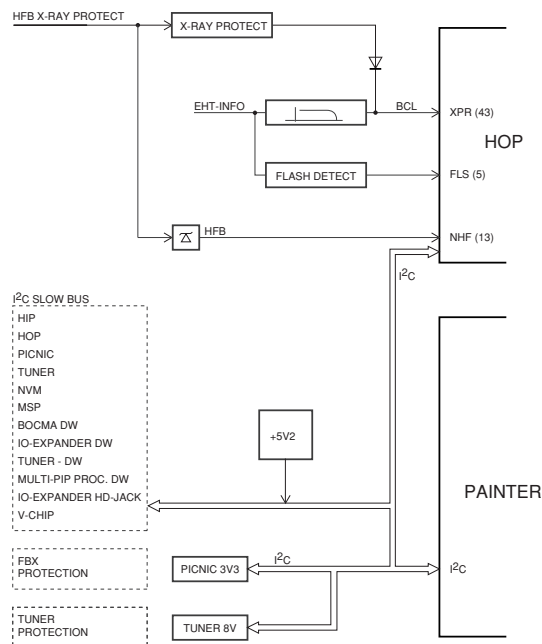 HFB X-RAY PROTECT
X-RAY PROTECT
EHT-INFO
BCL
XPR (43)
HOP
FLASH DETECT
FLS (5)
HFB
NHF (13)
I²C
I²C SLOW BUS
HIP
HOP
PICNIC
TUNER
NVM
MSP
BOCMA DW
IO-EXPANDER DW
TUNER - DW
MULTI-PIP PROC. DW
IO-EXPANDER HD-JACK
V-CHIP
+5V2
PAINTER
FBX
PROTECTION
PICNIC 3V3
I²C
I²C
TUNER
PROTECTION
TUNER 8V